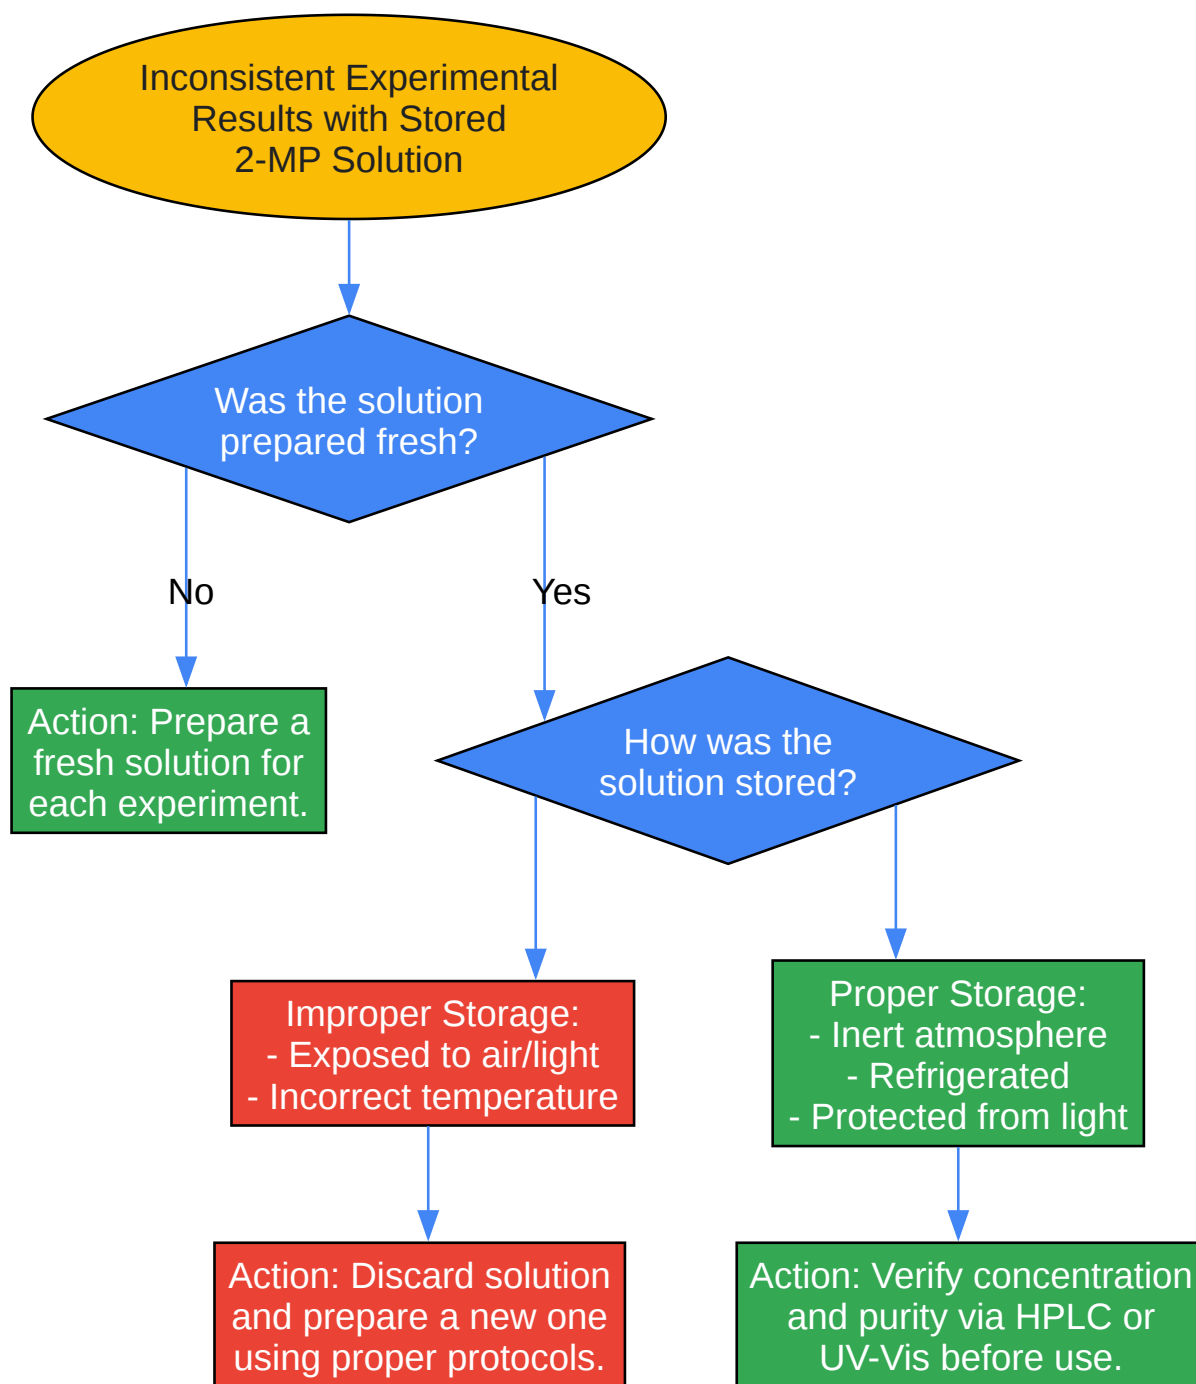 Inconsistent Experimental
Results with Stored
2-MP Solution
Was the solution
prepared fresh?
No
Yes
Action: Prepare a
fresh solution for
each experiment.
How was the
solution stored?
Improper Storage:
- Exposed to air/light
- Incorrect temperature
Proper Storage:
- Inert atmosphere
- Refrigerated
- Protected from light
Action: Discard solution
and prepare a new one
using proper protocols.
Action: Verify concentration
and purity via HPLC or
UV-Vis before use.